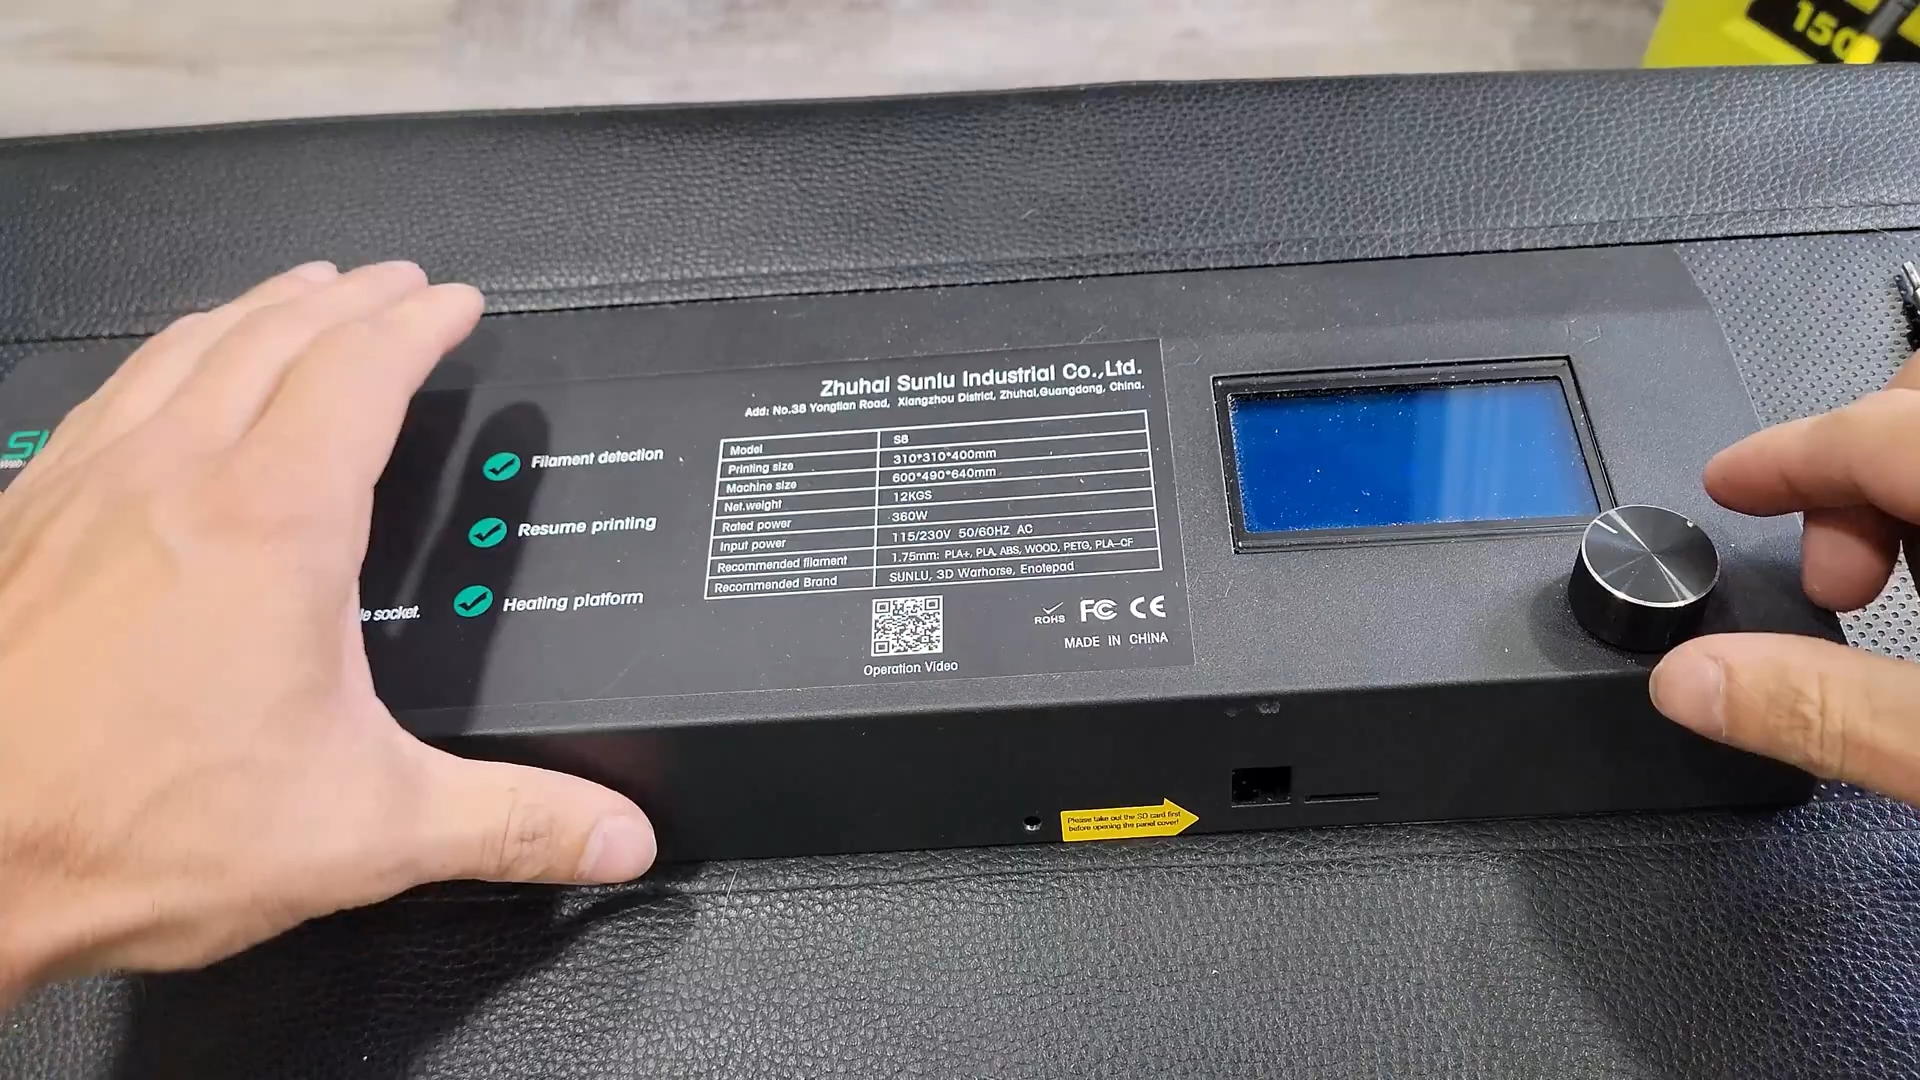 150
Zhuhai Sunlu Industrial Co.,Ltd.
Add: No.38 Yongtian Road, Xiangzhou District, Zhuhai,Guangdong, China.
Filament detection
Resume printing
Heating platform
le socket.
Model S8
Printing size 310*310*400mm
Machine size 600*490*640mm
Net.weight 12KGS
Rated power 360W
Input power 115/230V 50/60HZ AC
Recommended filament 1.75mm: PLA+, PLA, ABS, WOOD, PETG, PLA-CF
Recommended Brand SUNLU, 3D Warhorse, Enotepad
Operation Video
ROHS FC CE
MADE IN CHINA
Please take out the SD card first
before opening the panel cover!